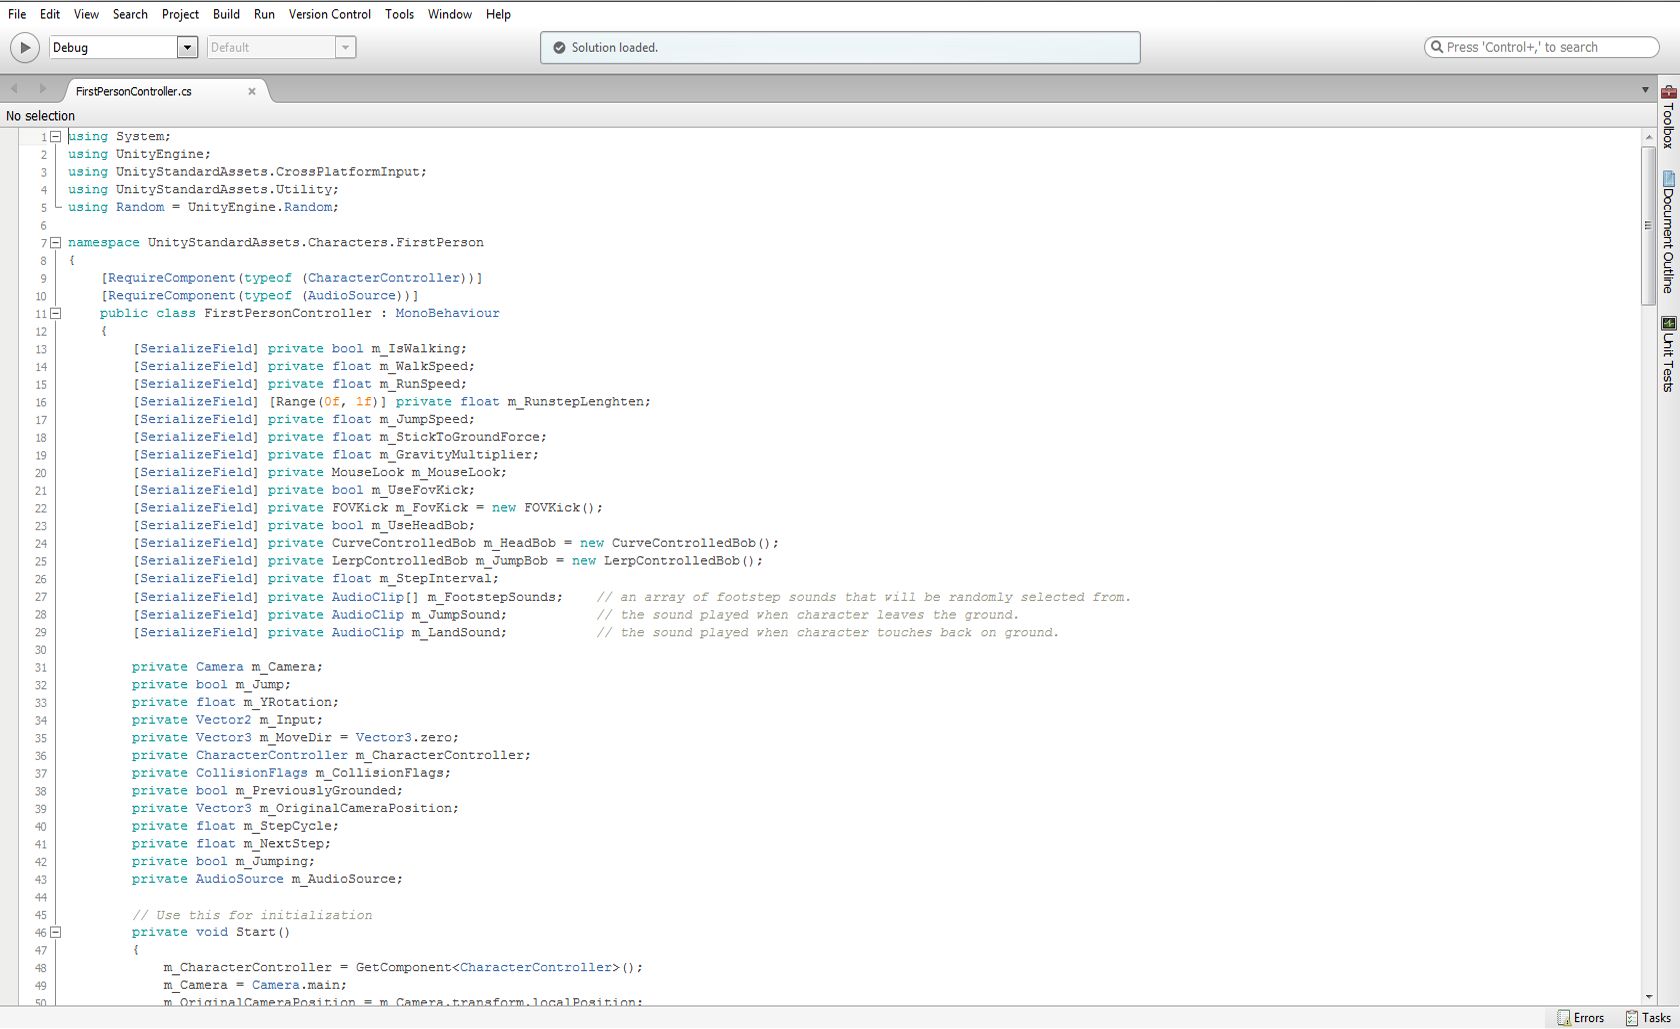 File Edit View Search Project Build Run Version Control Tools Window Help
Debug Default Solution loaded. Press 'Control+,' to search
FirstPersonController.cs
No selection
1 using System;
2 using UnityEngine;
3 using UnityStandardAssets.CrossPlatformInput;
4 using UnityStandardAssets.Utility;
5 using Random = UnityEngine.Random;
6
7 namespace UnityStandardAssets.Characters.FirstPerson
8 {
9 [RequireComponent(typeof (CharacterController))]
10 [RequireComponent(typeof (AudioSource))]
11 public class FirstPersonController : MonoBehaviour
12 {
13 [SerializeField] private bool m_IsWalking;
14 [SerializeField] private float m_WalkSpeed;
15 [SerializeField] private float m_RunSpeed;
16 [SerializeField] [Range(0f, 1f)] private float m_RunstepLenghten;
17 [SerializeField] private float m_JumpSpeed;
18 [SerializeField] private float m_StickToGroundForce;
19 [SerializeField] private float m_GravityMultiplier;
20 [SerializeField] private MouseLook m_MouseLook;
21 [SerializeField] private bool m_UseFovKick;
22 [SerializeField] private FOVKick m_FovKick = new FOVKick();
23 [SerializeField] private bool m_UseHeadBob;
24 [SerializeField] private CurveControlledBob m_HeadBob = new CurveControlledBob();
25 [SerializeField] private LerpControlledBob m_JumpBob = new LerpControlledBob();
26 [SerializeField] private float m_StepInterval;
27 [SerializeField] private AudioClip[] m_FootstepSounds; // an array of footstep sounds that will be randomly selected from.
28 [SerializeField] private AudioClip m_JumpSound; // the sound played when character leaves the ground.
29 [SerializeField] private AudioClip m_LandSound; // the sound played when character touches back on ground.
30
31 private Camera m_Camera;
32 private bool m_Jump;
33 private float m_YRotation;
34 private Vector2 m_Input;
35 private Vector3 m_MoveDir = Vector3.zero;
36 private CharacterController m_CharacterController;
37 private CollisionFlags m_CollisionFlags;
38 private bool m_PreviouslyGrounded;
39 private Vector3 m_OriginalCameraPosition;
40 private float m_StepCycle;
41 private float m_NextStep;
42 private bool m_Jumping;
43 private AudioSource m_AudioSource;
44
45 // Use this for initialization
46 private void Start()
47 {
48 m_CharacterController = GetComponent<CharacterController>();
49 m_Camera = Camera.main;
50 m_OriginalCameraPosition = m_Camera.transform.localPosition;
Toolbox
Document Outline
Unit Tests
Errors Tasks